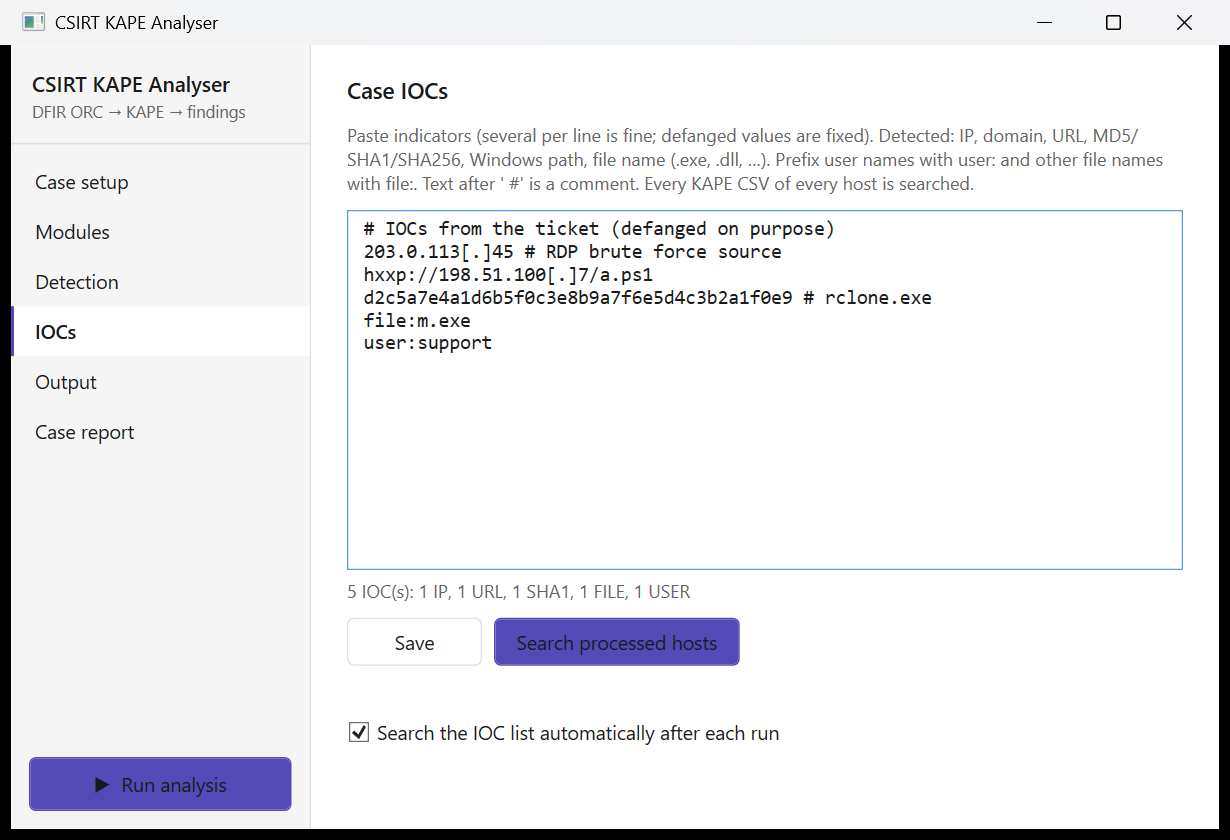 CSIRT KAPE Analyser
CSIRT KAPE Analyser
DFIR ORC → KAPE → findings
Case setup
Modules
Detection
IOCs
Output
Case report
▶ Run analysis
Case IOCs
Paste indicators (several per line is fine; defanged values are fixed). Detected: IP, domain, URL, MD5/
SHA1/SHA256, Windows path, file name (.exe, .dll, ...). Prefix user names with user: and other file names
with file:. Text after ' #' is a comment. Every KAPE CSV of every host is searched.
# IOCs from the ticket (defanged on purpose)
203.0.113[.]45 # RDP brute force source
hxxp://198.51.100[.]7/a.ps1
d2c5a7e4a1d6b5f0c3e8b9a7f6e5d4c3b2a1f0e9 # rclone.exe
file:m.exe
user:support
5 IOC(s): 1 IP, 1 URL, 1 SHA1, 1 FILE, 1 USER
Save
Search processed hosts
Search the IOC list automatically after each run